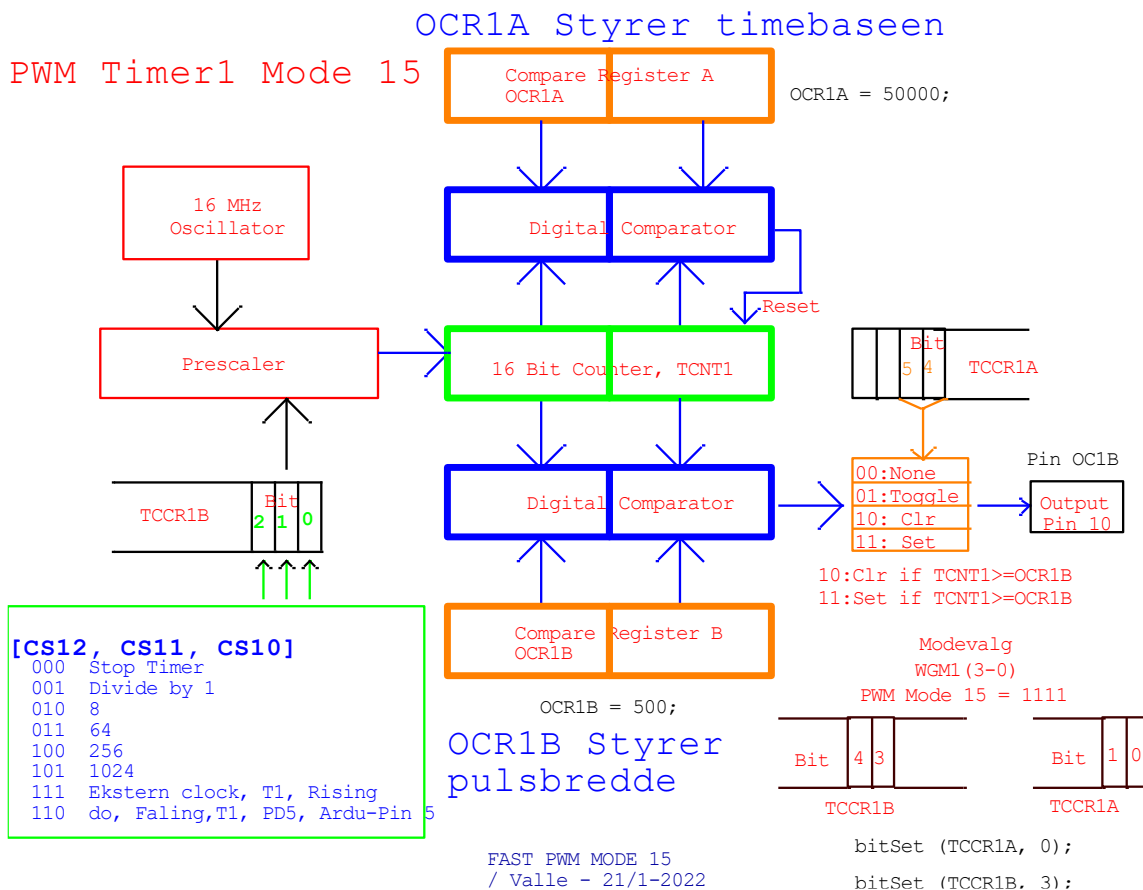 OCR1A Styrer timebaseen
PWM Timer1 Mode 15
Compare Register A
OCR1A
OCR1A = 50000;
16 MHz
Oscillator
Digital Comparator
Reset
Prescaler
16 Bit Counter, TCNT1
Bit
5 4
TCCR1A
TCCR1B
Bit
2 1 0
Digital Comparator
00:None
01:Toggle
10: Clr
11: Set
Pin OC1B
Output
Pin 10
10:Clr if TCNT1>=OCR1B
11:Set if TCNT1>=OCR1B
[CS12, CS11, CS10]
000 Stop Timer
001 Divide by 1
010 8
011 64
100 256
101 1024
111 Ekstern clock, T1, Rising
110 do, Faling,T1, PD5, Ardu-Pin 5
Compare Register B
OCR1B
OCR1B = 500;
OCR1B Styrer
pulsbredde
Modevalg
WGM1(3-0)
PWM Mode 15 = 1111
Bit 4 3
TCCR1B
Bit 1 0
TCCR1A
bitSet (TCCR1A, 0);
bitSet (TCCR1B, 3);
FAST PWM MODE 15
/ Valle - 21/1-2022